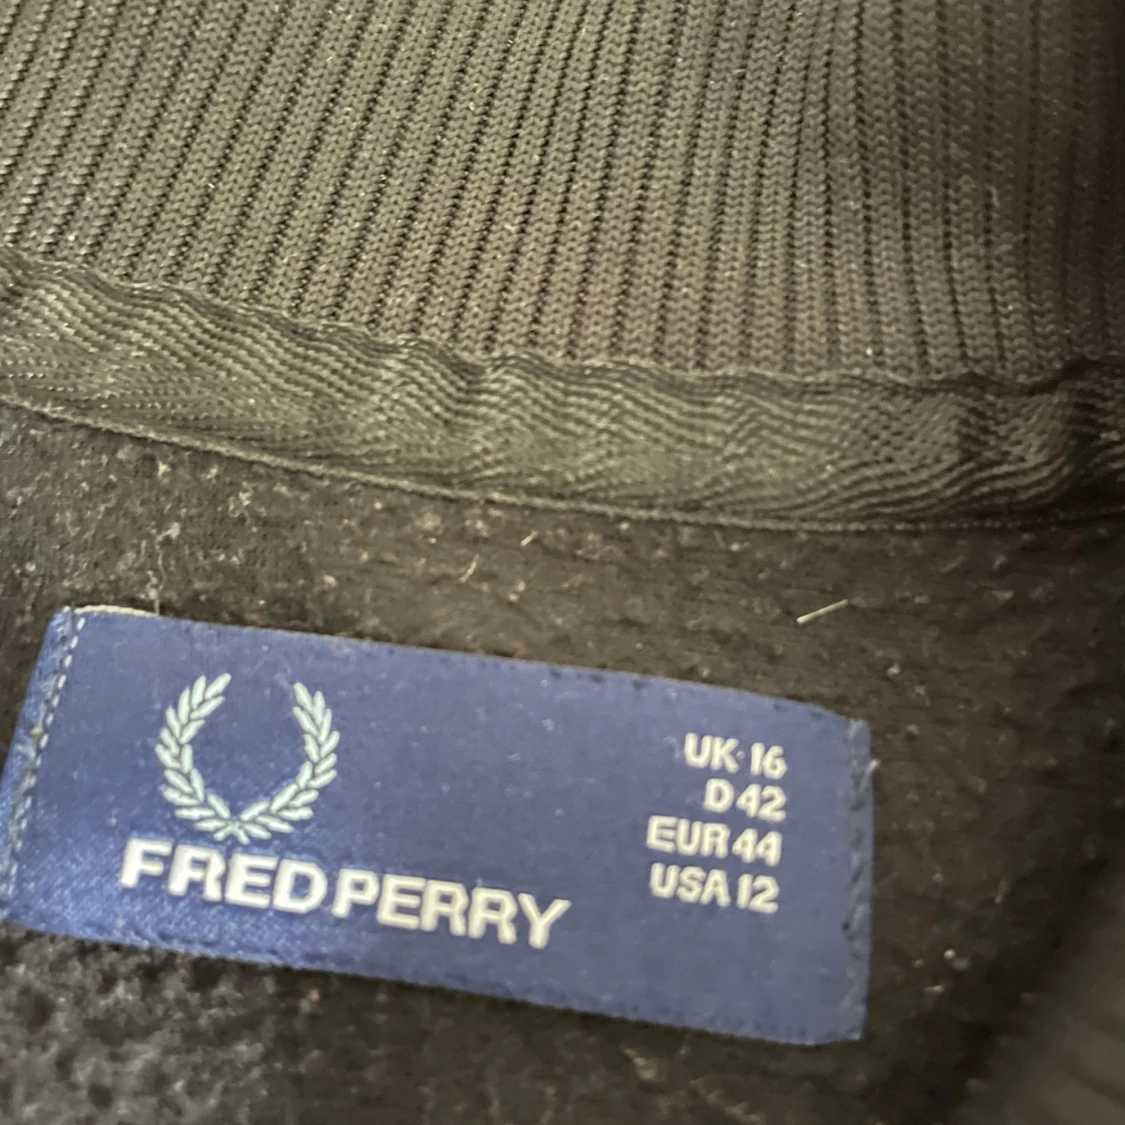 FRED PERRY
UK 16
D 42
EUR 44
USA 12